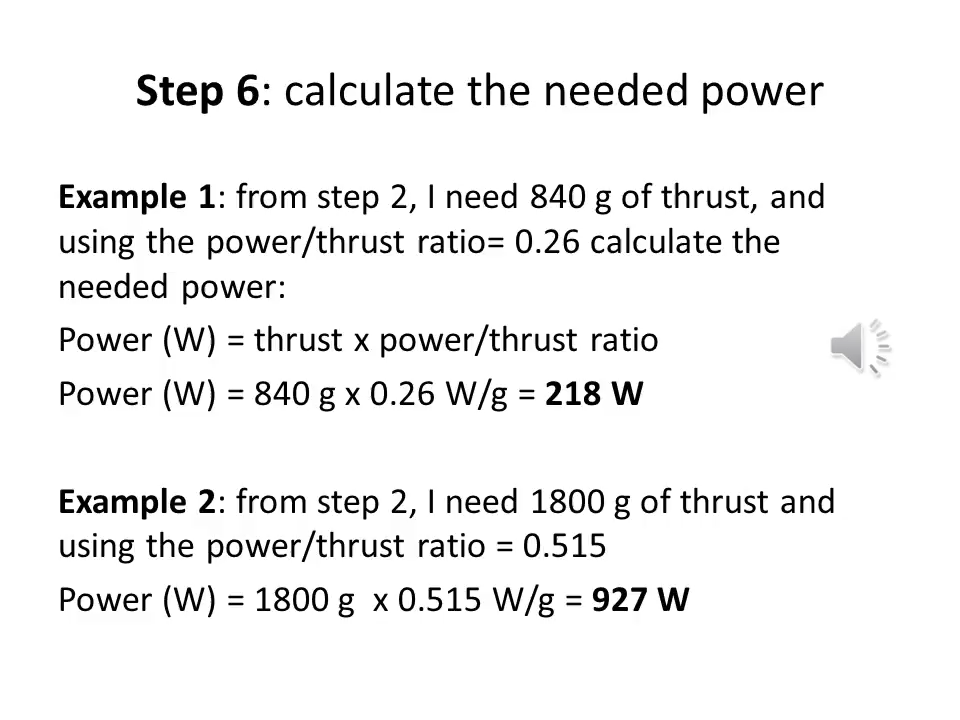 Step 6: calculate the needed power
Example 1: from step 2, I need 840 g of thrust, and
using the power/thrust ratio= 0.26 calculate the
needed power:
Power (W) = thrust x power/thrust ratio
Power (W) = 840 g x 0.26 W/g = 218 W
Example 2: from step 2, I need 1800 g of thrust and
using the power/thrust ratio = 0.515
Power (W) = 1800 g  x 0.515 W/g = 927 W